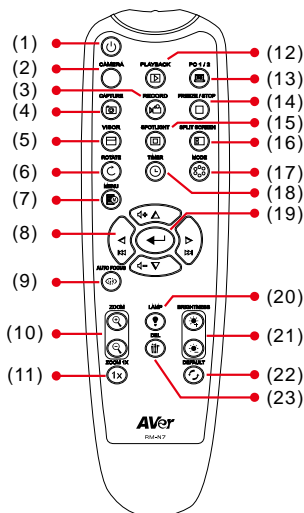 (1)
(2) CAMERA PLAYBACK PC 1 / 2 (12)
(13)
(3) CAPTURE RECORD FREEZE / STOP (14)
(4) (15)
(5) VISOR SPOTLIGHT SPLIT SCREEN (16)
(6) ROTATE TIMER MODE (17)
(7) MENU (18)
(8) (19)
(9) AUTO FOCUS
(10) ZOOM LAMP BRIGHTNESS (20)
DEL (21)
(11) ZOOM 1X 1x DEFAULT (22)
(23)
AVer
RM-N7